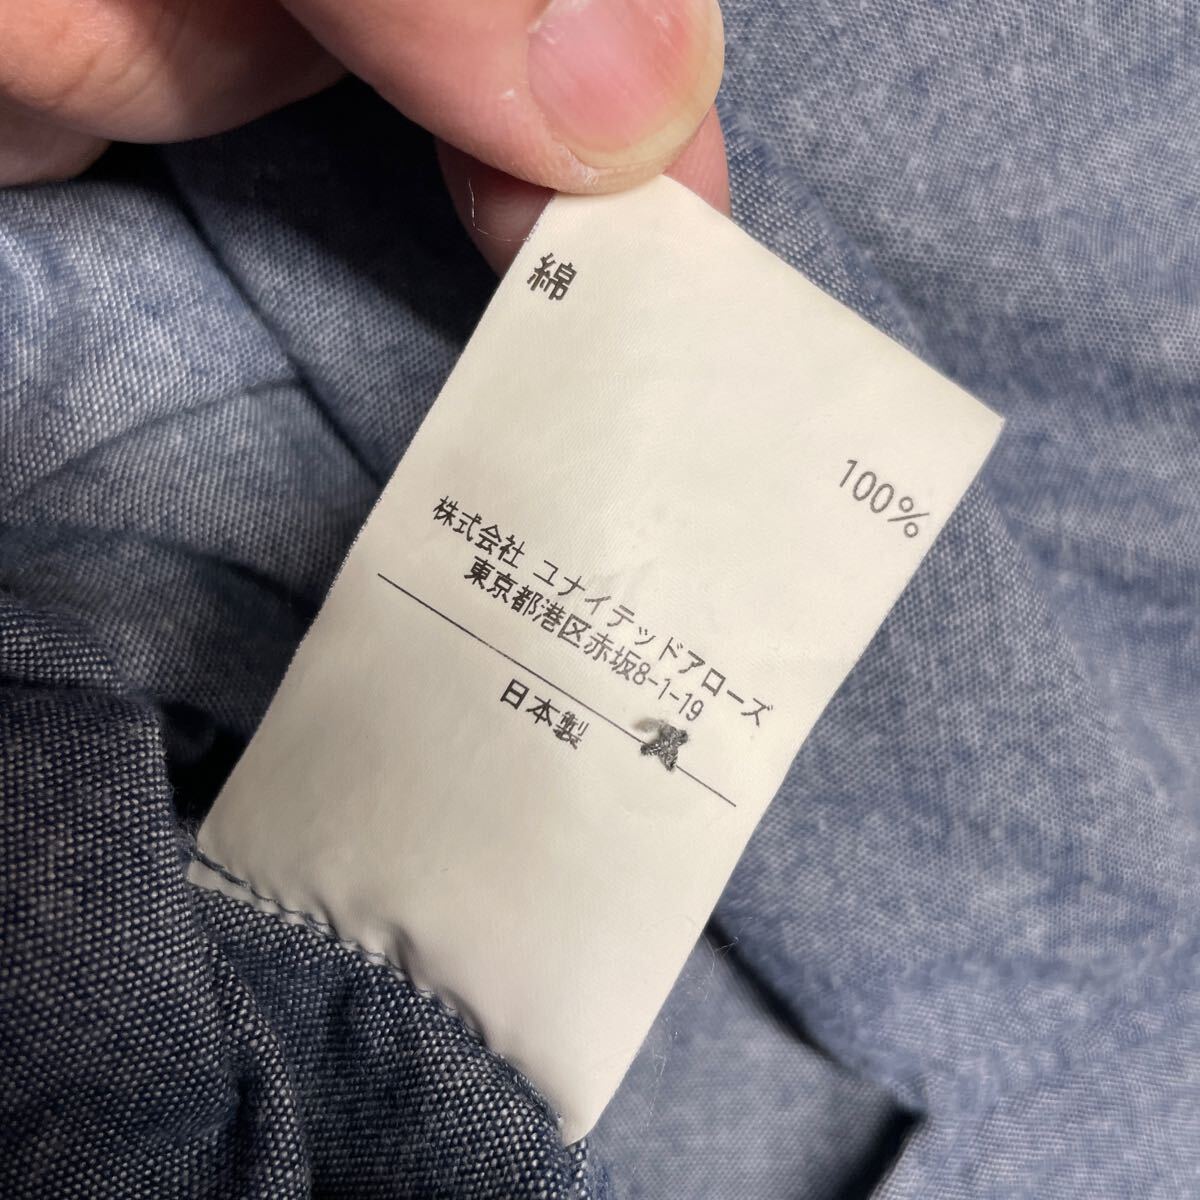 綿 100%
株式会社 ユナイテッドアローズ
東京都港区赤坂8-1-19
日本製